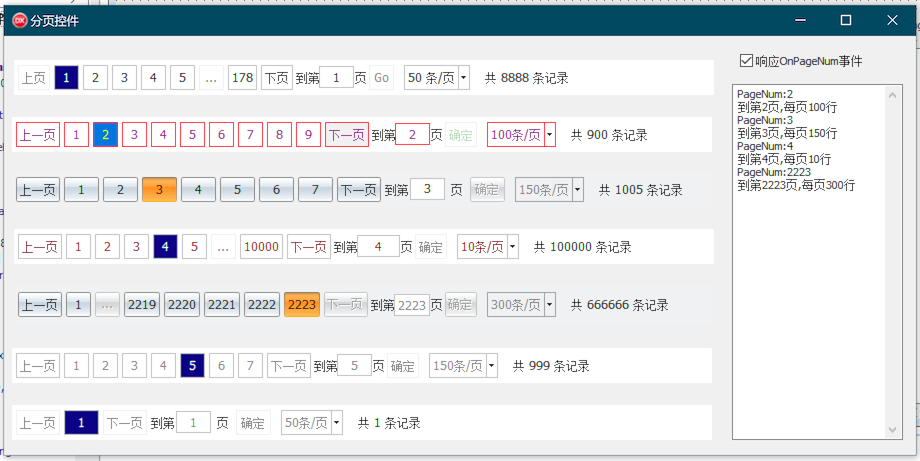 DX 分页控件
响应OnPageNum事件
上页 1 2 3 4 5 ... 178 下页 到第 1 页 Go 50 条/页 共 8888 条记录
上一页 1 2 3 4 5 6 7 8 9 下一页 到第 2 页 确定 100条/页 共 900 条记录
上一页 1 2 3 4 5 6 7 下一页 到第 3 页 确定 150条/页 共 1005 条记录
上一页 1 2 3 4 5 ... 10000 下一页 到第 4 页 确定 10条/页 共 100000 条记录
上一页 1 ... 2219 2220 2221 2222 2223 下一页 到第 2223 页 确定 300条/页 共 666666 条记录
上一页 1 2 3 4 5 6 7 下一页 到第 5 页 确定 150条/页 共 999 条记录
上一页 1 下一页 到第 1 页 确定 50条/页 共 1 条记录
PageNum:2
到第2页,每页100行
PageNum:3
到第3页,每页150行
PageNum:4
到第4页,每页10行
PageNum:2223
到第2223页,每页300行